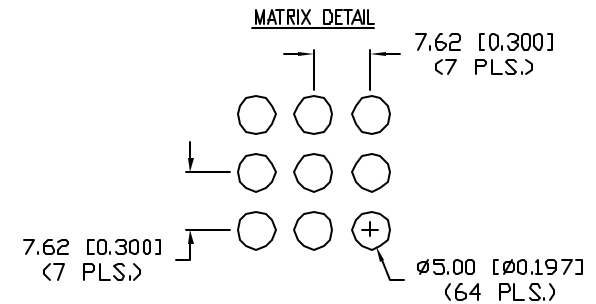 MATRIX DETAIL
7.62 [0.300]
(7 PLS.)
7.62 [0.300]
(7 PLS.)
ø5.00 [ø0.197]
(64 PLS.)